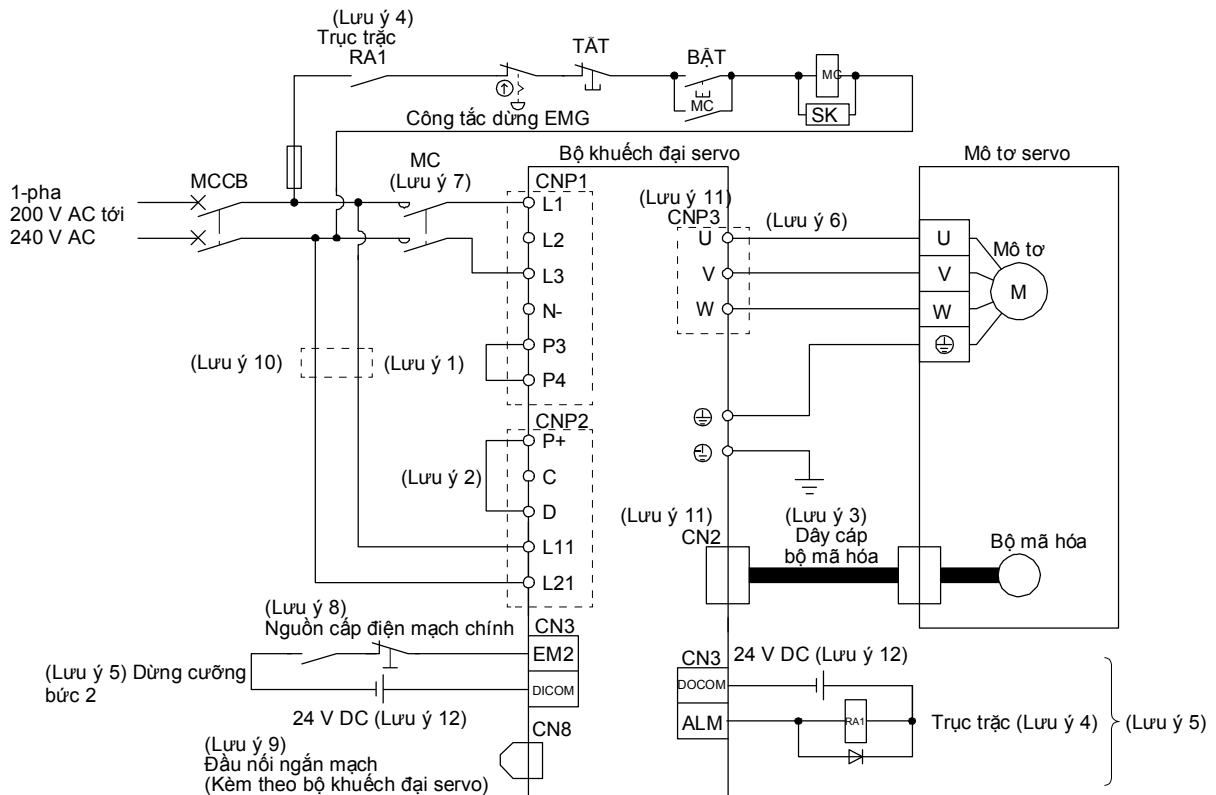 (Lưu ý 4)
Trục trặc
RA1
TẮT
BẬT
MC
MC
SK
Công tắc dừng EMG
Bộ khuếch đại servo
Mô tơ servo
1-pha
200 V AC tới
240 V AC
MCCB
MC
(Lưu ý 7)
CNP1
L1
L2
L3
N-
P3
P4
(Lưu ý 11)
CNP3
U
V
W
(Lưu ý 6)
U
V
W
Mô tơ
M
(Lưu ý 10)
(Lưu ý 1)
CNP2
P+
C
D
L11
L21
(Lưu ý 2)
(Lưu ý 11)
CN2
(Lưu ý 3)
Dây cáp
bộ mã hóa
Bộ mã hóa
(Lưu ý 8)
Nguồn cấp điện mạch chính
CN3
EM2
DICOM
(Lưu ý 5) Dừng cưỡng
bức 2
24 V DC (Lưu ý 12)
CN3
DOCOM
ALM
24 V DC (Lưu ý 12)
RA1
Trục trặc (Lưu ý 4)
(Lưu ý 5)
CN8
(Lưu ý 9)
Đầu nối ngắn mạch
(Kèm theo bộ khuếch đại servo)